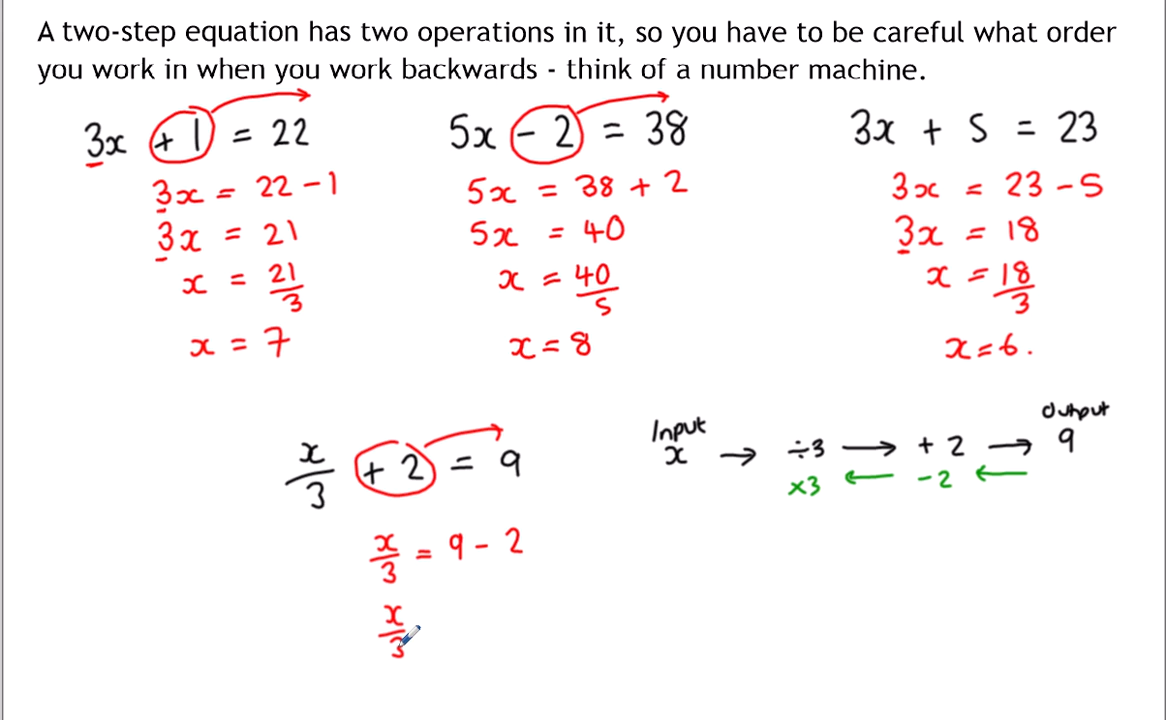 A two-step equation has two operations in it, so you have to be careful what order
you work in when you work backwards - think of a number machine.
3x + 1 = 22
3x = 22 - 1
3x = 21
x = 21/3
x = 7
5x - 2 = 38
5x = 38 + 2
5x = 40
x = 40/5
x = 8
3x + 5 = 23
3x = 23 - 5
3x = 18
x = 18/3
x = 6.
x/3 + 2 = 9
x/3 = 9 - 2
x/3
Input Output
x → ÷3 → + 2 → 9
×3 ← - 2 ←